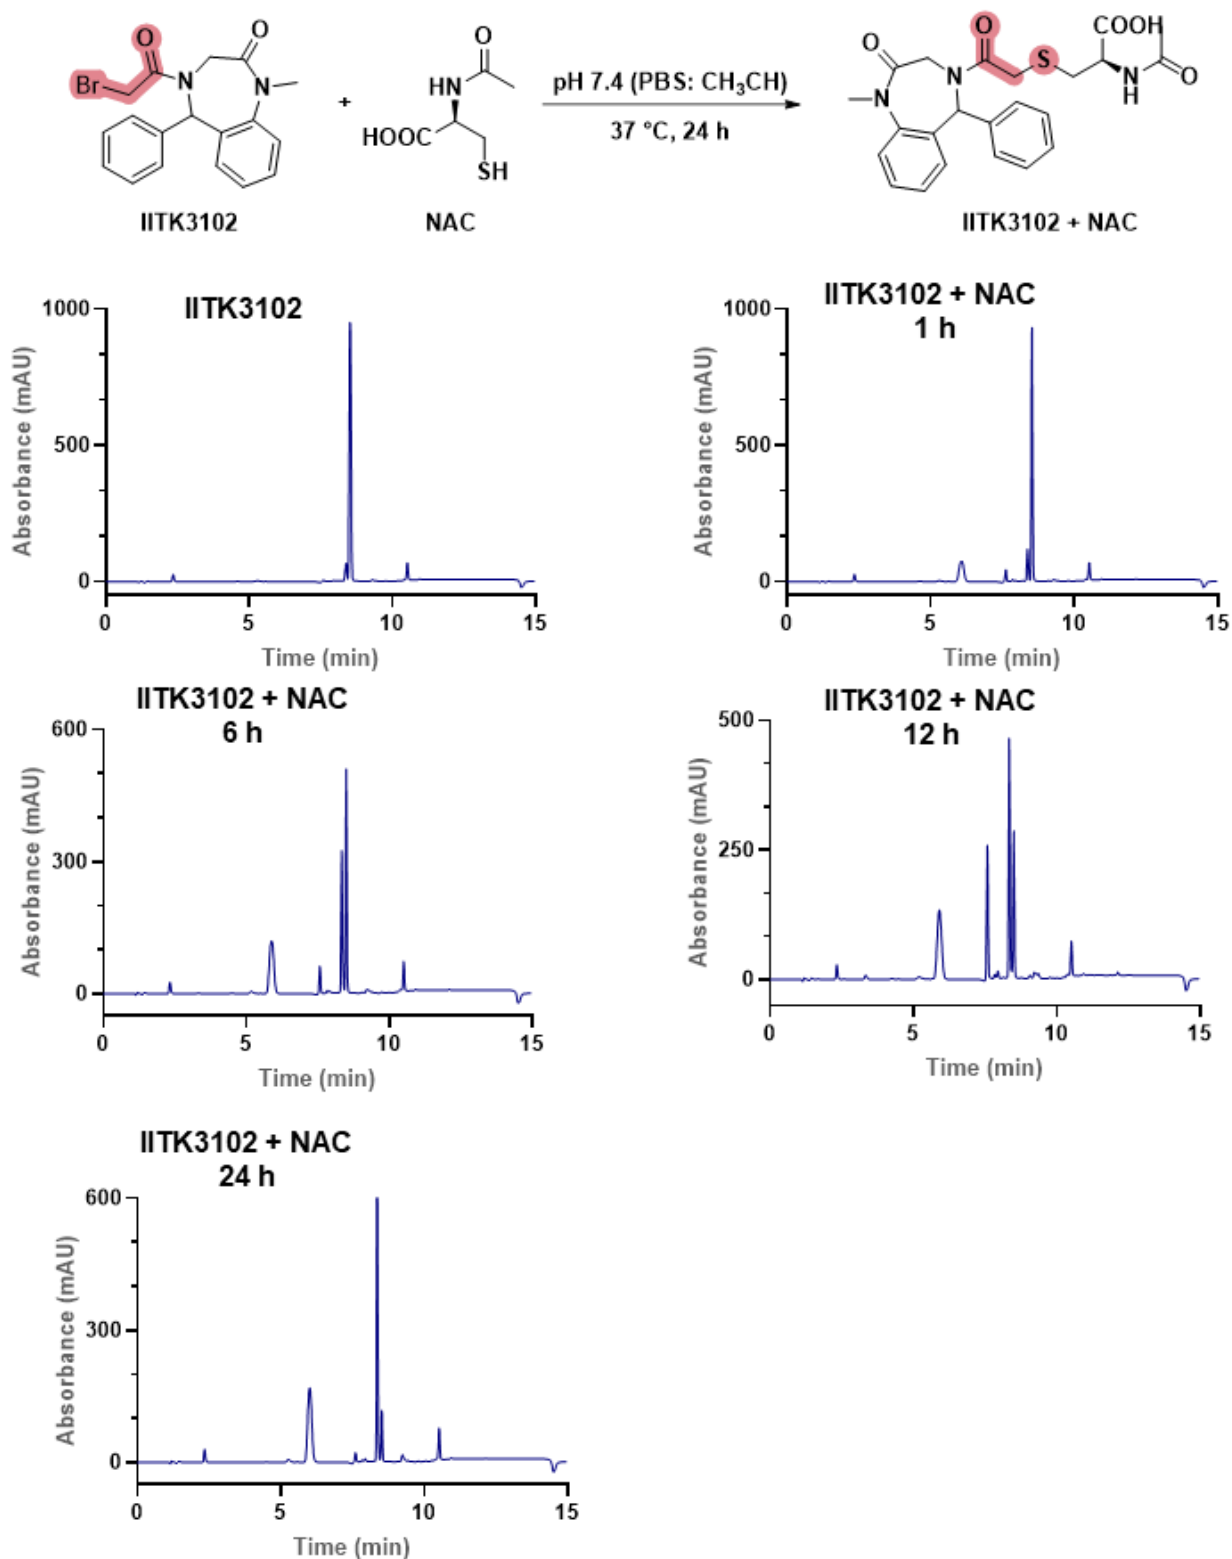 Br O N O N
+
O HN HOOC SH
pH 7.4 (PBS: CH₃CH)
37 °C, 24 h
O N N O S COOH N H O
IITK3102
NAC
IITK3102 + NAC
IITK3102
1000
500
0
Absorbance (mAU)
0 5 10 15
Time (min)
IITK3102 + NAC
1 h
1000
500
0
Absorbance (mAU)
0 5 10 15
Time (min)
IITK3102 + NAC
6 h
600
300
0
Absorbance (mAU)
0 5 10 15
Time (min)
IITK3102 + NAC
12 h
500
250
0
Absorbance (mAU)
0 5 10 15
Time (min)
IITK3102 + NAC
24 h
600
300
0
Absorbance (mAU)
0 5 10 15
Time (min)